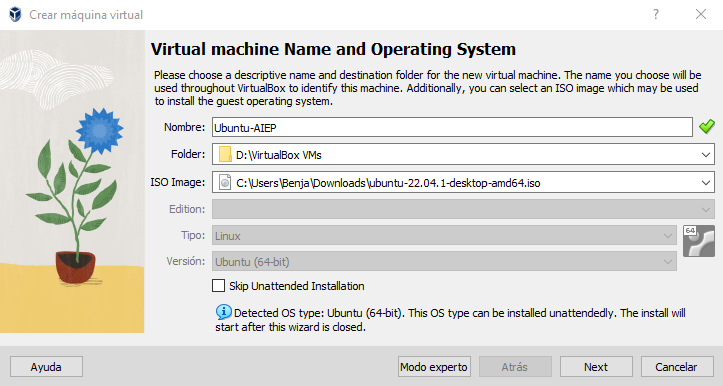 Crear máquina virtual
? ×
Virtual machine Name and Operating System
Please choose a descriptive name and destination folder for the new virtual machine. The name you choose will be
used throughout VirtualBox to identify this machine. Additionally, you can select an ISO image which may be used
to install the guest operating system.
Nombre: Ubuntu-AIEP
Folder: D:\VirtualBox VMs
ISO Image: C:\Users\Benja\Downloads\ubuntu-22.04.1-desktop-amd64.iso
Edition:
Tipo: Linux
64
Versión: Ubuntu (64-bit)
Skip Unattended Installation
Detected OS type: Ubuntu (64-bit). This OS type can be installed unattendedly. The install will
start after this wizard is closed.
Ayuda Modo experto Atrás Next Cancelar